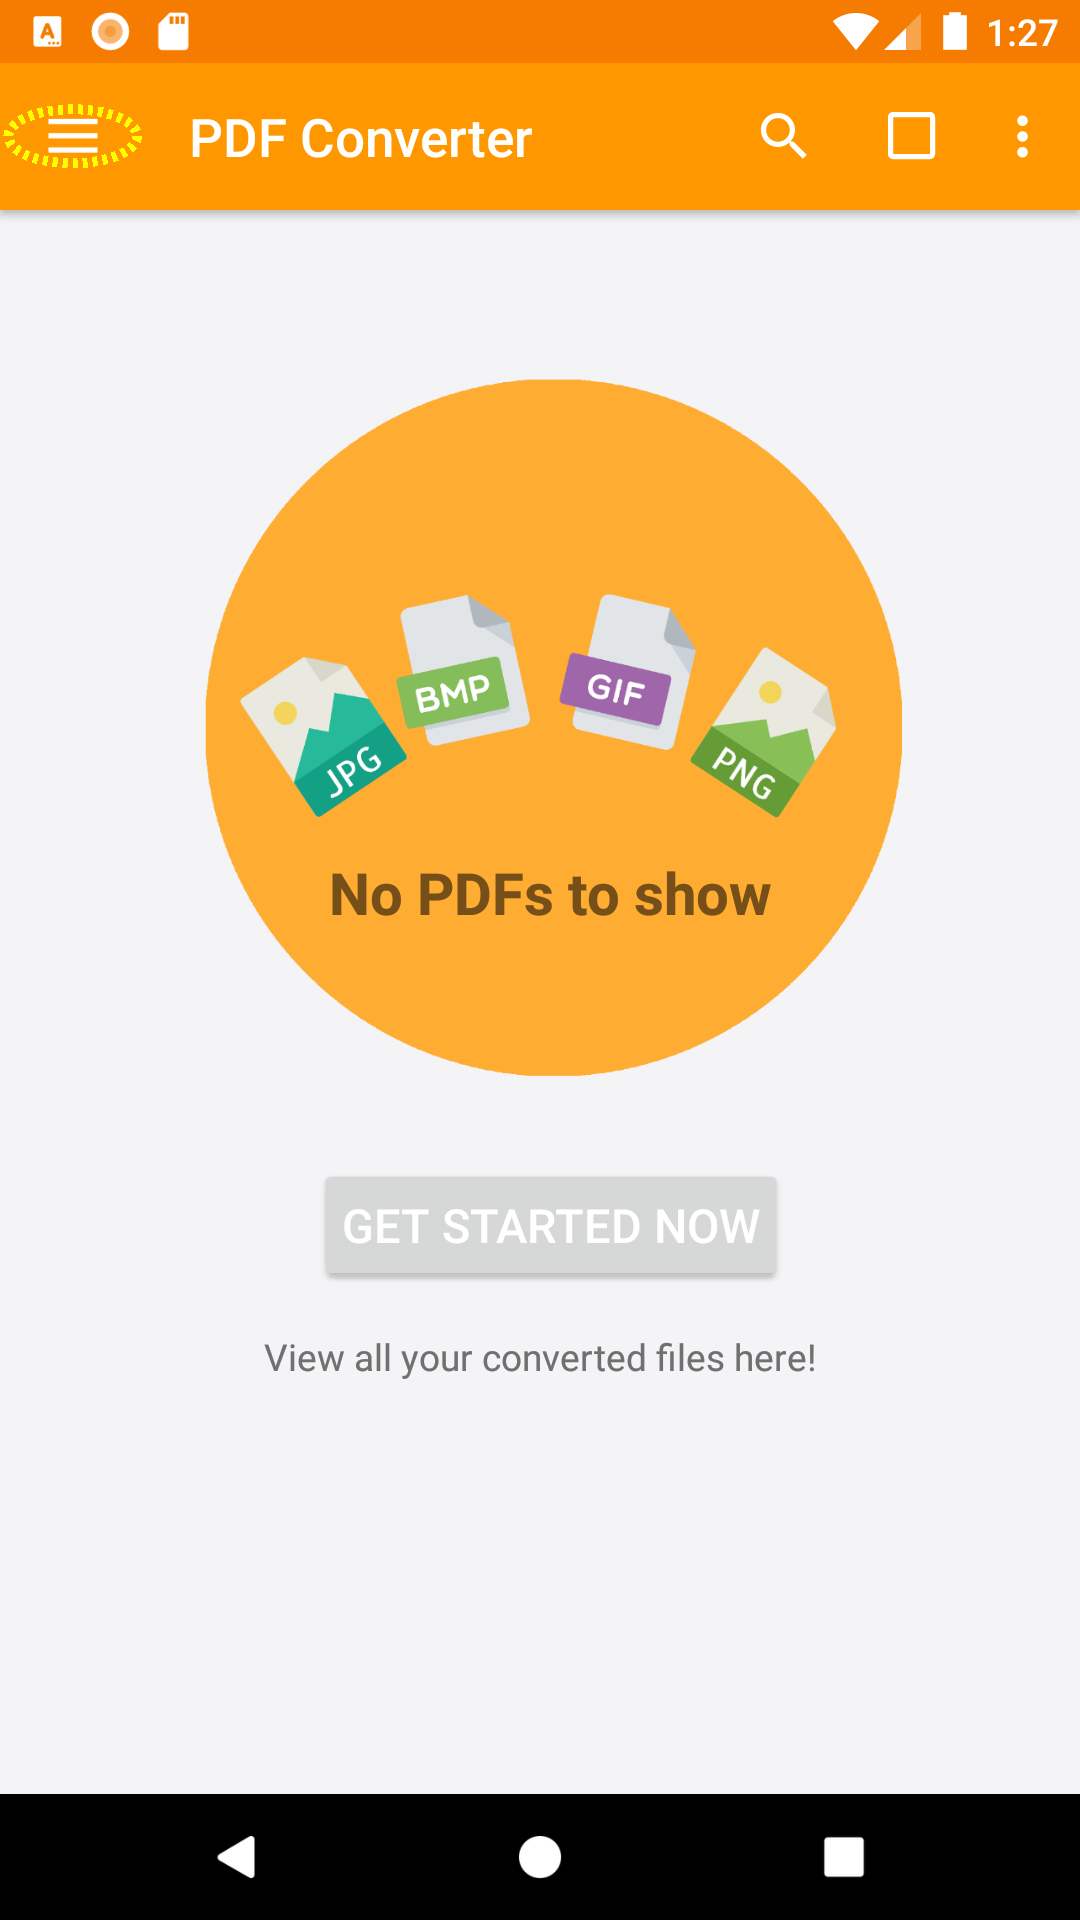 1:27
PDF Converter
JPG
BMP
GIF
PNG
No PDFs to show
GET STARTED NOW
View all your converted files here!